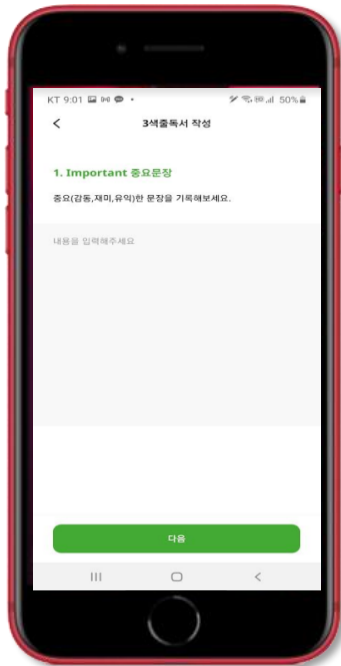 KT 9:01
50%
3색줄독서 작성
1. Important 중요문장
중요(감동,재미,유익)한 문장을 기록해보세요.
내용을 입력해주세요
다음